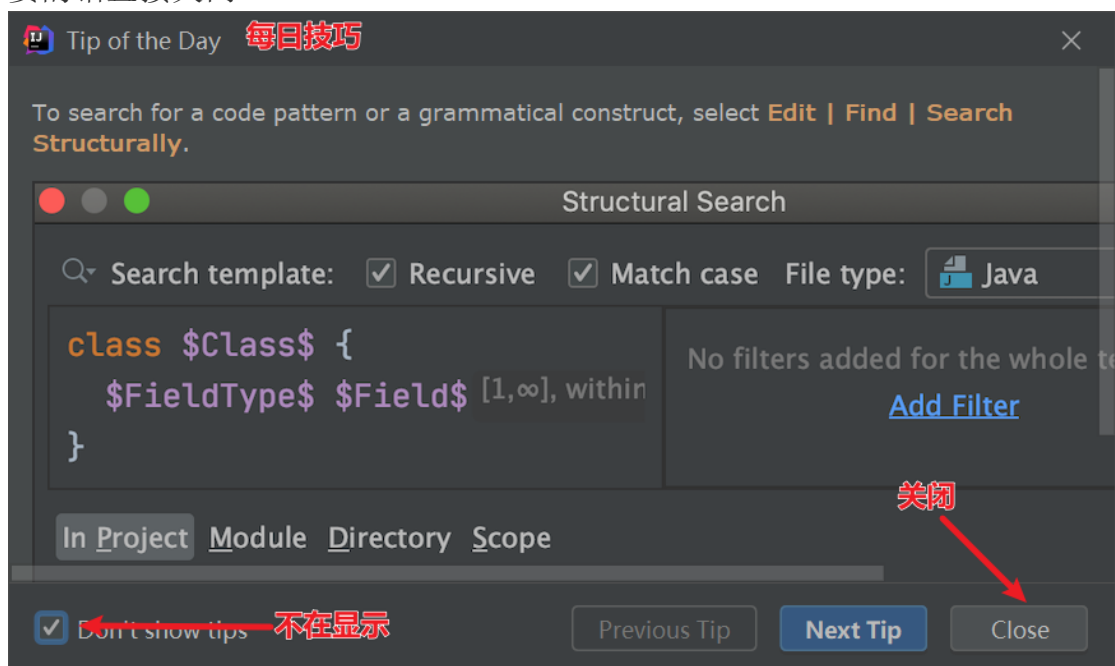 Tip of the Day 每日技巧
To search for a code pattern or a grammatical construct, select Edit | Find | Search
Structurally.
Structural Search
Search template: Recursive Match case File type: Java
class $Class$ {
$FieldType$ $Field$ [1,∞], within
}
No filters added for the whole te
Add Filter
关闭
In Project Module Directory Scope
Don't show tips 不在显示 Previous Tip Next Tip Close